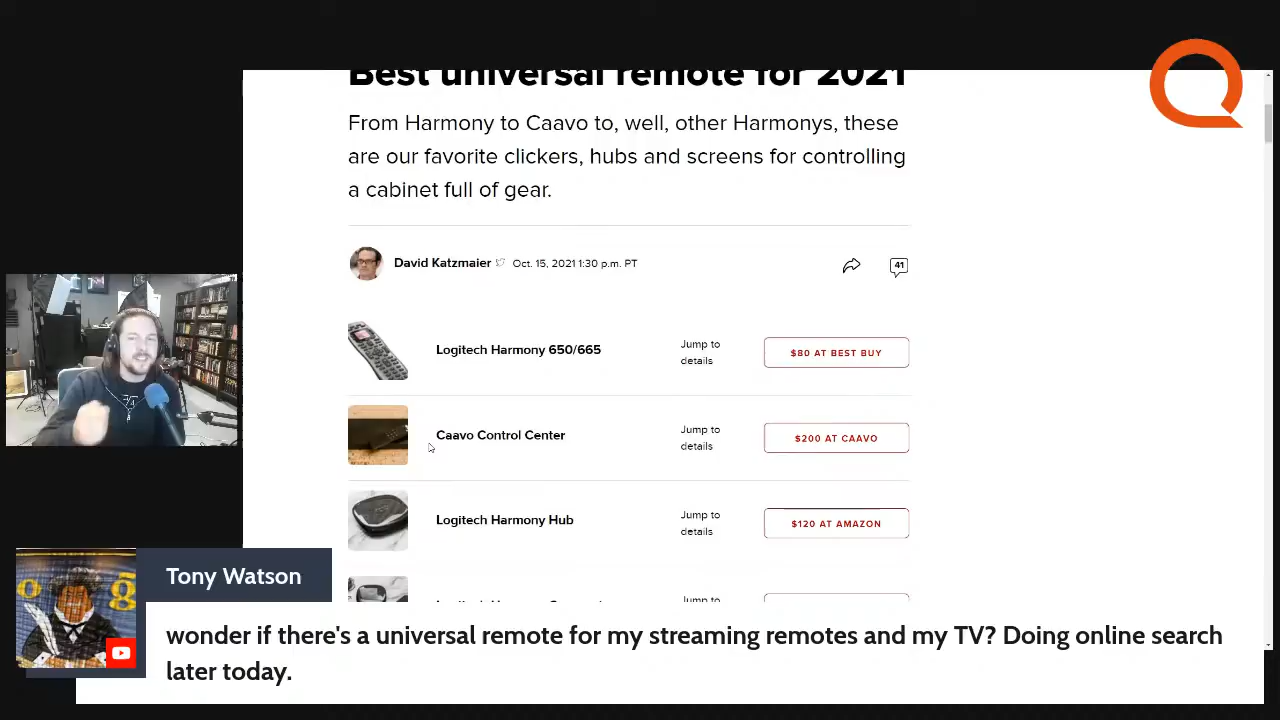 Best universal remote for 2021
From Harmony to Caavo to, well, other Harmonys, these
are our favorite clickers, hubs and screens for controlling
a cabinet full of gear.
David Katzmaier Oct. 15, 2021 1:30 p.m. PT
41
Logitech Harmony 650/665
Jump to
details
$80 AT BEST BUY
Caavo Control Center
Jump to
details
$200 AT CAAVO
Logitech Harmony Hub
Jump to
details
$120 AT AMAZON
Jump to
Tony Watson
wonder if there's a universal remote for my streaming remotes and my TV? Doing online search
later today.